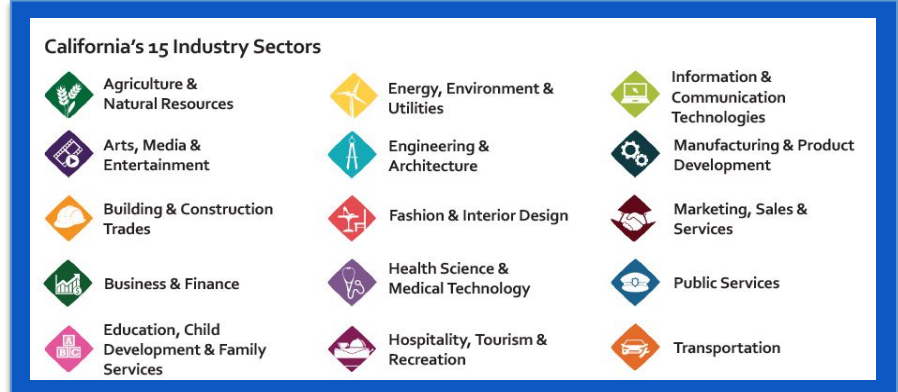 California's 15 Industry Sectors
Agriculture &
Natural Resources
Arts, Media &
Entertainment
Building & Construction
Trades
Business & Finance
Education, Child
Development & Family
Services
Energy, Environment &
Utilities
Engineering &
Architecture
Fashion & Interior Design
Health Science &
Medical Technology
Hospitality, Tourism &
Recreation
Information &
Communication
Technologies
Manufacturing & Product
Development
Marketing, Sales &
Services
Public Services
Transportation
A
B C